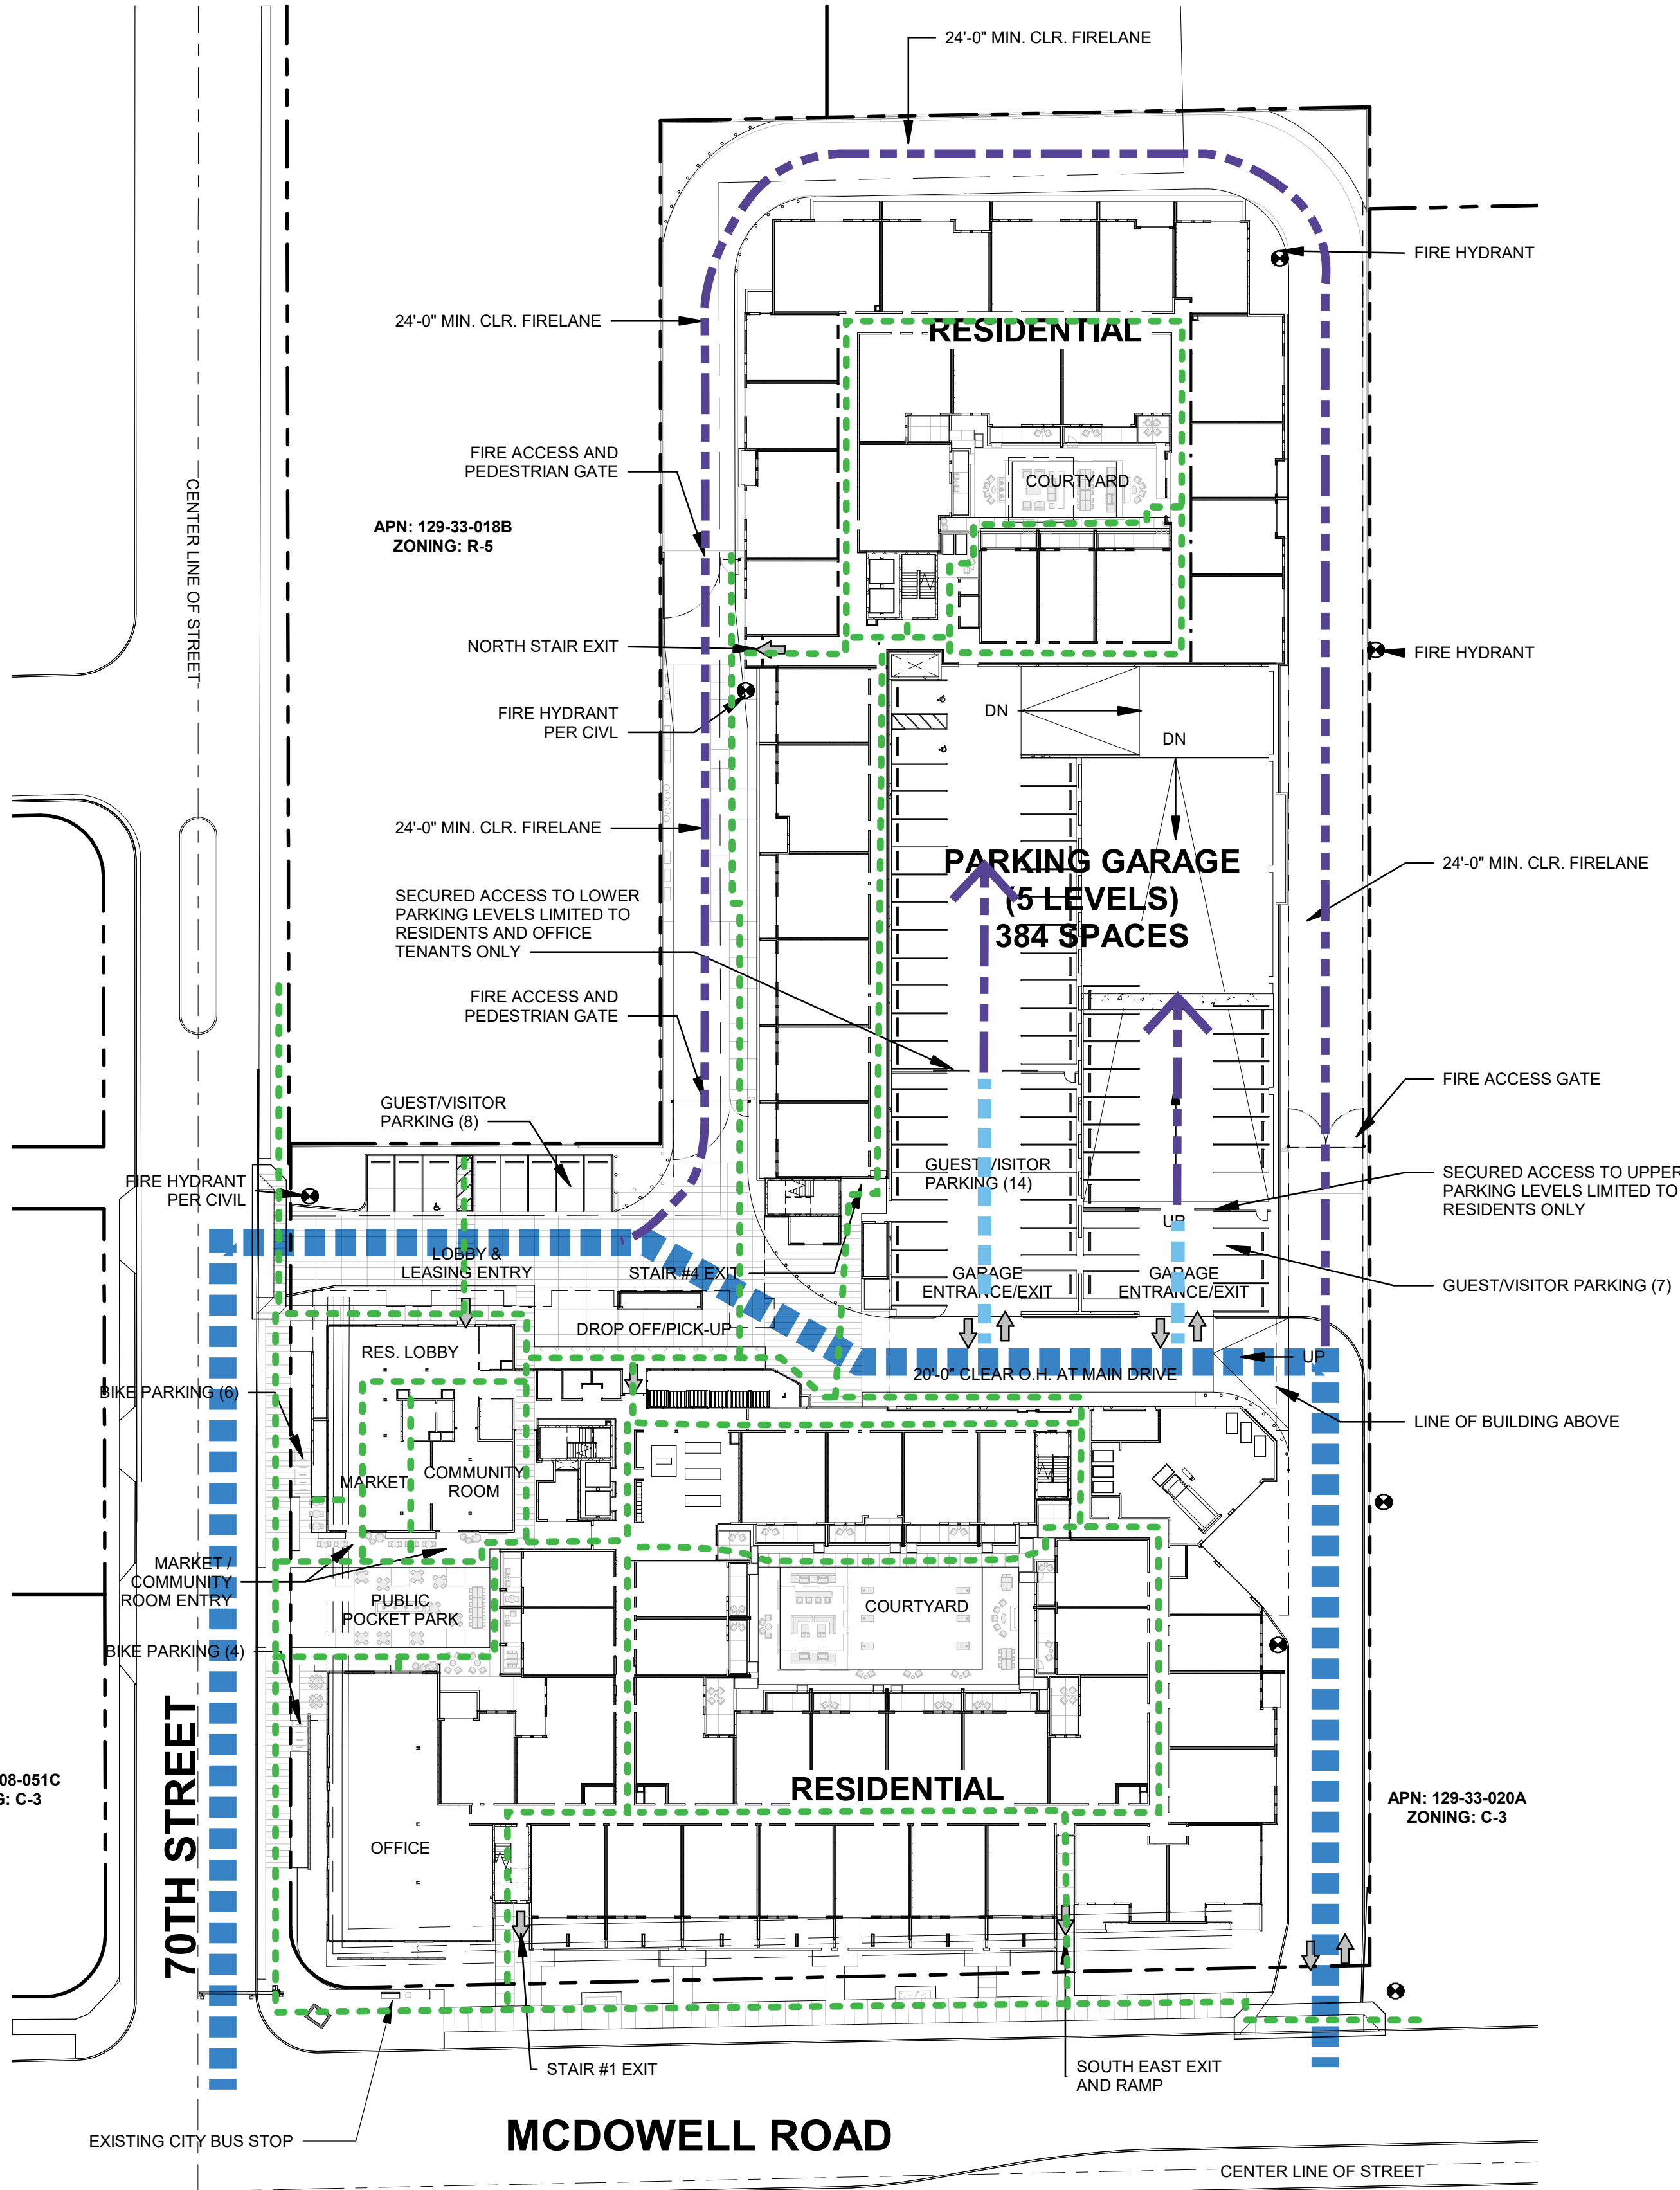 24'-0" MIN. CLR. FIRELANE
FIRE HYDRANT
24'-0" MIN. CLR. FIRELANE
RESIDENTIAL
FIRE ACCESS AND
PEDESTRIAN GATE
COURTYARD
CENTER LINE OF STREET
APN: 129-33-018B
ZONING: R-5
NORTH STAIR EXIT
FIRE HYDRANT
FIRE HYDRANT
PER CIVL
DN
DN
24'-0" MIN. CLR. FIRELANE
PARKING GARAGE
(5 LEVELS)
384 SPACES
24'-0" MIN. CLR. FIRELANE
SECURED ACCESS TO LOWER
PARKING LEVELS LIMITED TO
RESIDENTS AND OFFICE
TENANTS ONLY
FIRE ACCESS AND
PEDESTRIAN GATE
FIRE ACCESS GATE
GUEST/VISITOR
PARKING (8)
GUEST/VISITOR
PARKING (14)
FIRE HYDRANT
PER CIVIL
SECURED ACCESS TO UPPER
PARKING LEVELS LIMITED TO
RESIDENTS ONLY
UP
LOBBY &
LEASING ENTRY
STAIR #4 EXIT
GARAGE
ENTRANCE/EXIT
GARAGE
ENTRANCE/EXIT
GUEST/VISITOR PARKING (7)
DROP OFF/PICK-UP
RES. LOBBY
UP
20'-0" CLEAR O.H. AT MAIN DRIVE
BIKE PARKING (6)
LINE OF BUILDING ABOVE
MARKET
COMMUNITY
ROOM
MARKET /
COMMUNITY
ROOM ENTRY
PUBLIC
POCKET PARK
COURTYARD
BIKE PARKING (4)
70TH STREET
08-051C
G: C-3
RESIDENTIAL
APN: 129-33-020A
ZONING: C-3
OFFICE
STAIR #1 EXIT
SOUTH EAST EXIT
AND RAMP
MCDOWELL ROAD
EXISTING CITY BUS STOP
CENTER LINE OF STREET